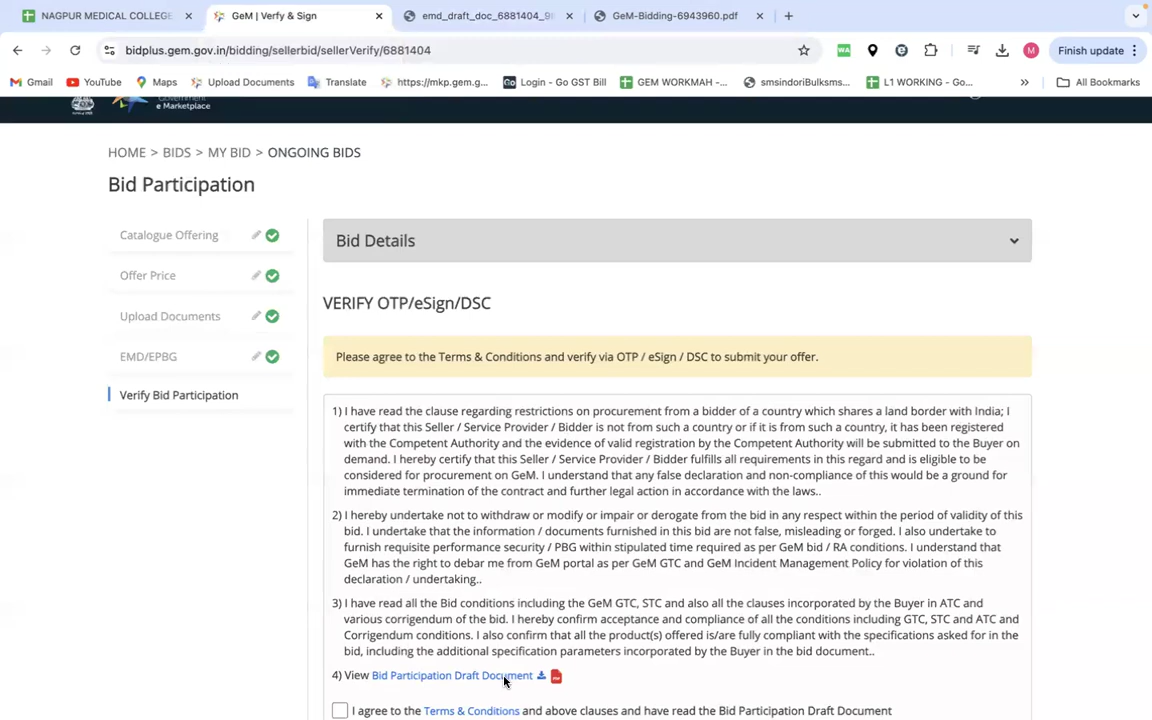 NAGPUR MEDICAL COLLEGE
GeM | Verfy & Sign
emd_draft_doc_6881404_9
GeM-Bidding-6943960.pdf
bidplus.gem.gov.in/bidding/sellerbid/sellerVerify/6881404
WA
M
Finish update
Gmail
YouTube
Maps
Upload Documents
Translate
https://mkp.gem.g...
Login - Go GST Bill
GEM WORKMAH -...
smsindoriBulksms...
L1 WORKING - Go...
All Bookmarks
e Marketplace
HOME > BIDS > MY BID > ONGOING BIDS
Bid Participation
Catalogue Offering
Offer Price
Upload Documents
EMD/EPBG
Verify Bid Participation
Bid Details
VERIFY OTP/eSign/DSC
Please agree to the Terms & Conditions and verify via OTP / eSign / DSC to submit your offer.
1) I have read the clause regarding restrictions on procurement from a bidder of a country which shares a land border with India; I
certify that this Seller / Service Provider / Bidder is not from such a country or if it is from such a country, it has been registered
with the Competent Authority and the evidence of valid registration by the Competent Authority will be submitted to the Buyer on
demand. I hereby certify that this Seller / Service Provider / Bidder fulfills all requirements in this regard and is eligible to be
considered for procurement on GeM. I understand that any false declaration and non-compliance of this would be a ground for
immediate termination of the contract and further legal action in accordance with the laws..
2) I hereby undertake not to withdraw or modify or impair or derogate from the bid in any respect within the period of validity of this
bid. I undertake that the information / documents furnished in this bid are not false, misleading or forged. I also undertake to
furnish requisite performance security / PBG within stipulated time required as per GeM bid / RA conditions. I understand that
GeM has the right to debar me from GeM portal as per GeM GTC and GeM Incident Management Policy for violation of this
declaration / undertaking..
3) I have read all the Bid conditions including the GeM GTC, STC and also all the clauses incorporated by the Buyer in ATC and
various corrigendum of the bid. I hereby confirm acceptance and compliance of all the conditions including GTC, STC and ATC and
Corrigendum conditions. I also confirm that all the product(s) offered is/are fully compliant with the specifications asked for in the
bid, including the additional specification parameters incorporated by the Buyer in the bid document..
4) View Bid Participation Draft Document
I agree to the Terms & Conditions and above clauses and have read the Bid Participation Draft Document